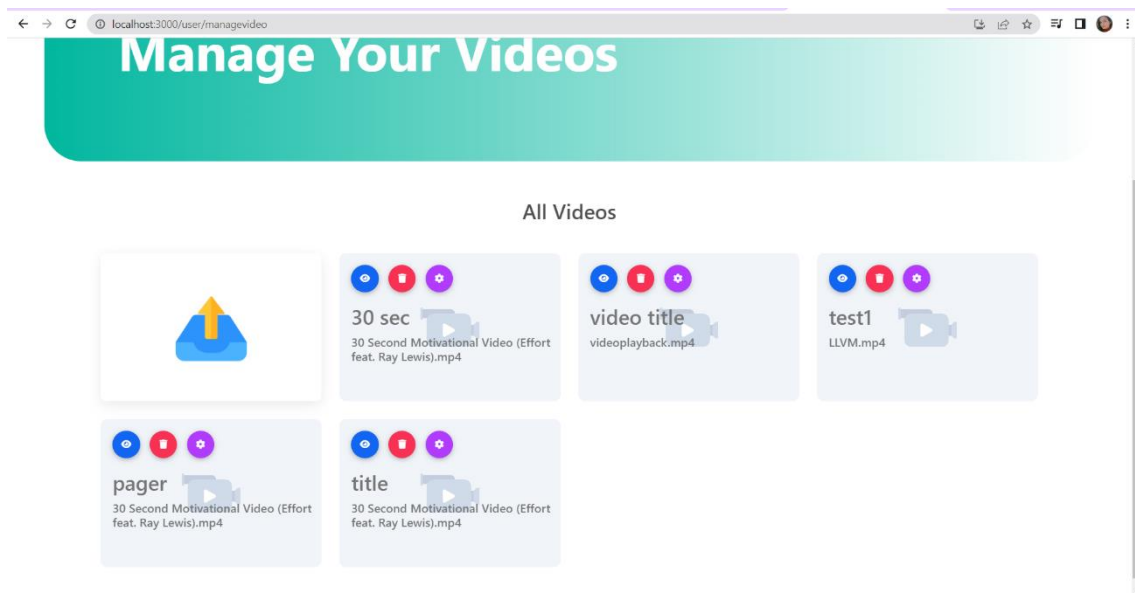 localhost:3000/user/managevideo
Manage Your Videos
All Videos
30 sec
30 Second Motivational Video (Effort
feat. Ray Lewis).mp4
video title
videoplayback.mp4
test1
LLVM.mp4
pager
30 Second Motivational Video (Effort
feat. Ray Lewis).mp4
title
30 Second Motivational Video (Effort
feat. Ray Lewis).mp4